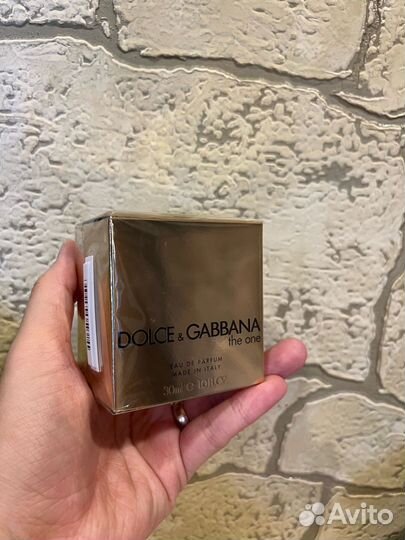 DOLCE & GABBANA
the one
EAU DE PARFUM
MADE IN ITALY
30ml ℮ 1.0 FL.OZ.
Avito